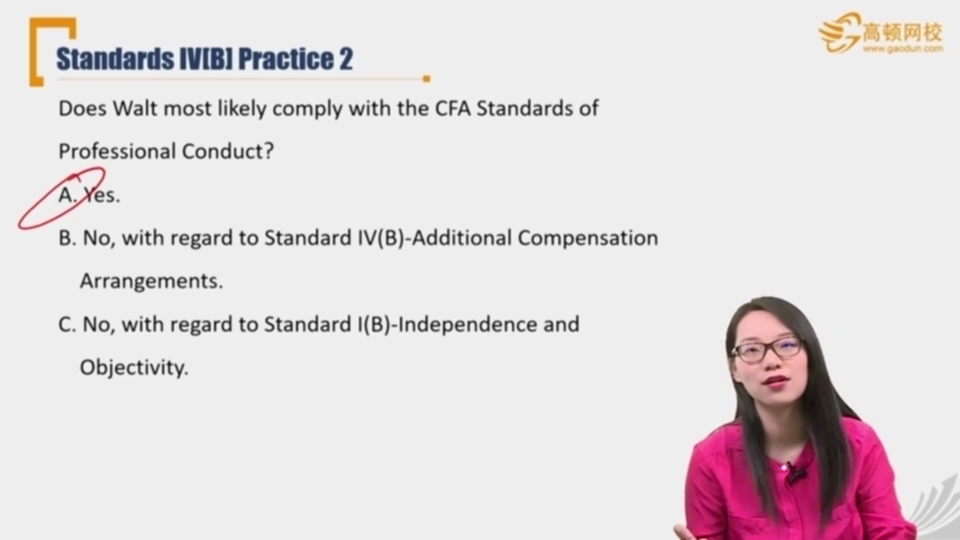 高顿网校
www.gaodun.com
Standards IV[B] Practice 2
Does Walt most likely comply with the CFA Standards of
Professional Conduct?
A. Yes.
B. No, with regard to Standard IV(B)-Additional Compensation
Arrangements.
C. No, with regard to Standard I(B)-Independence and
Objectivity.